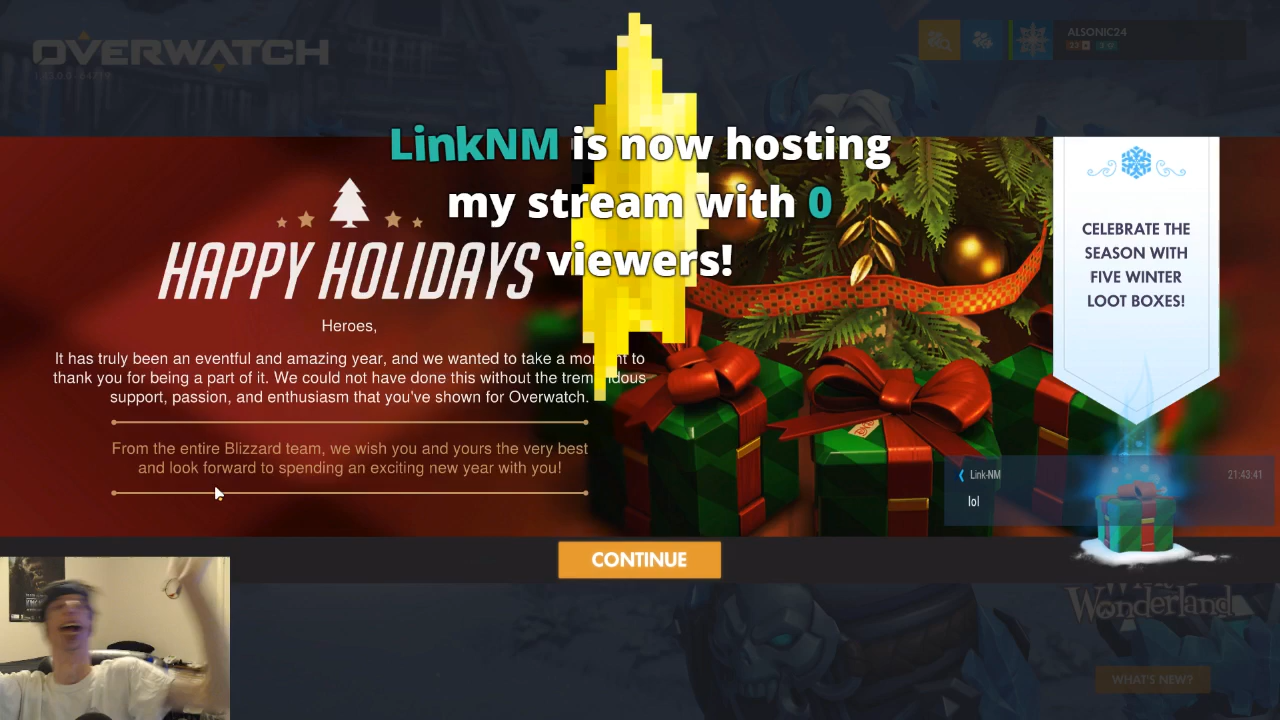 OVERWATCH
ALSONIC24
LinkNM is now hosting
my stream with 0
viewers!
HAPPY HOLIDAYS
Heroes,
It has truly been an eventful and amazing year, and we wanted to take a moment to
thank you for being a part of it. We could not have done this without the tremendous
support, passion, and enthusiasm that you've shown for Overwatch.
From the entire Blizzard team, we wish you and yours the very best
and look forward to spending an exciting new year with you!
CELEBRATE THE
SEASON WITH
FIVE WINTER
LOOT BOXES!
Link-NM
21:43:41
lol
CONTINUE
Wonderland
WHAT'S NEW?